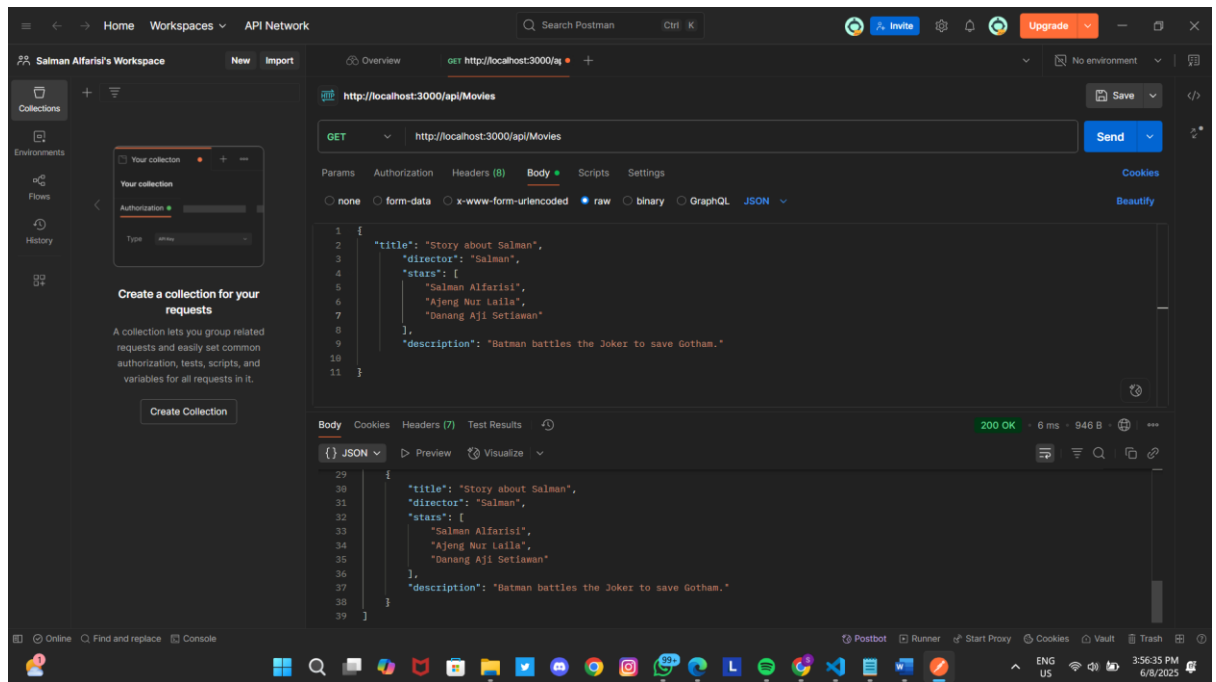 Home Workspaces API Network Search Postman Ctrl K Invite Upgrade
Salman Alfarisi's Workspace New Import Overview GET http://localhost:3000/ap No environment
Collections
Environments
Flows
History
Your collecton
Your collection
Authorization
Type API Key
Create a collection for your
requests
A collection lets you group related
requests and easily set common
authorization, tests, scripts, and
variables for all requests in it.
Create Collection
HTTP http://localhost:3000/api/Movies Save
GET http://localhost:3000/api/Movies Send
Params Authorization Headers (8) Body Scripts Settings Cookies
none form-data x-www-form-urlencoded raw binary GraphQL JSON Beautify
1 {
2 "title": "Story about Salman",
3 "director": "Salman",
4 "stars": [
5 "Salman Alfarisi",
6 "Ajeng Nur Laila",
7 "Danang Aji Setiawan"
8 ],
9 "description": "Batman battles the Joker to save Gotham."
10
11 }
Body Cookies Headers (7) Test Results 200 OK 6 ms 946 B
{} JSON Preview Visualize
29 {
30 "title": "Story about Salman",
31 "director": "Salman",
32 "stars": [
33 "Salman Alfarisi",
34 "Ajeng Nur Laila",
35 "Danang Aji Setiawan"
36 ],
37 "description": "Batman battles the Joker to save Gotham."
38 }
39 ]
Online Find and replace Console Postbot Runner Start Proxy Cookies Vault Trash
1 99+ L ENG 3:56:35 PM
US 6/8/2025